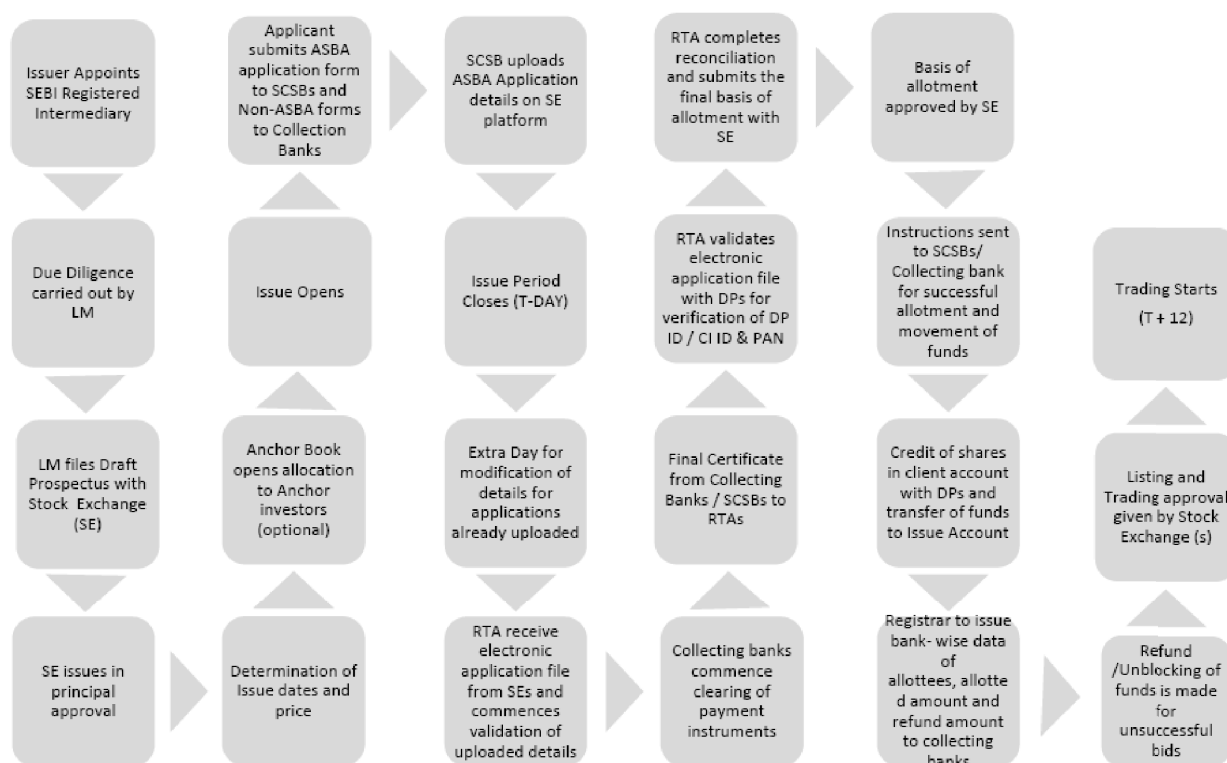 Issuer Appoints
SEBI Registered
Intermediary
Due Diligence
carried out by
LM
LM files Draft
Prospectus with
Stock Exchange
(SE)
SE issues in
principal
approval
Determination of
Issue dates and
price
Anchor Book
opens allocation
to Anchor
investors
(optional)
Issue Opens
Applicant
submits ASBA
application form
to SCSBs and
Non-ASBA forms
to Collection
Banks
SCSB uploads
ASBA Application
details on SE
platform
Issue Period
Closes (T-DAY)
Extra Day for
modification of
details for
applications
already uploaded
RTA receive
electronic
application file
from SEs and
commences
validation of
uploaded details
Collecting banks
commence
clearing of
payment
instruments
Final Certificate
from Collecting
Banks / SCSBs to
RTAs
RTA validates
electronic
application file
with DPs for
verification of DP
ID / CI ID & PAN
RTA completes
reconciliation
and submits the
final basis of
allotment with
SE
Basis of
allotment
approved by SE
Instructions sent
to SCSBs/
Collecting bank
for successful
allotment and
movement of
funds
Credit of shares
in client account
with DPs and
transfer of funds
to Issue Account
Registrar to issue
bank- wise data
of
allottees, allotte
d amount and
refund amount
to collecting
banks
Refund
/Unblocking of
funds is made
for
unsuccessful
bids
Listing and
Trading approval
given by Stock
Exchange (s)
Trading Starts
(T + 12)